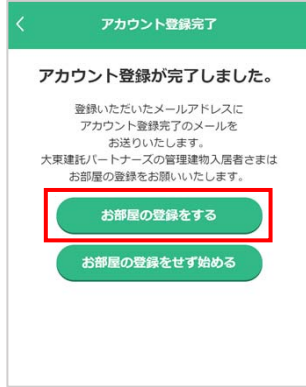 アカウント登録完了
アカウント登録が完了しました。
登録いただいたメールアドレスに
アカウント登録完了のメールを
お送りいたします。
大東建託パートナーズの管理建物入居者さまは
お部屋の登録をお願いいたします。
お部屋の登録をする
お部屋の登録をせず始める